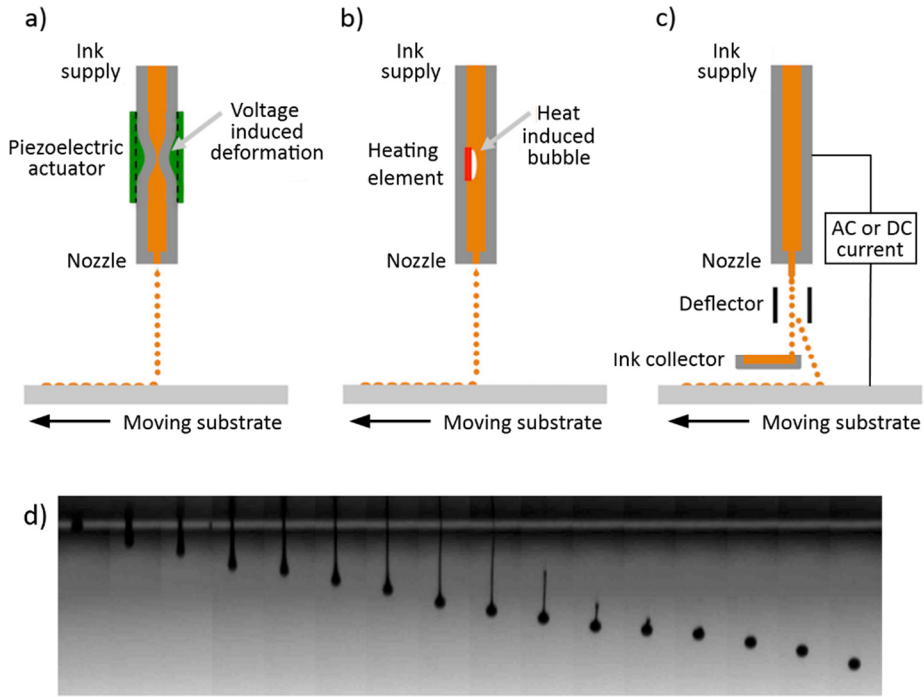 a)
Ink
supply
Voltage
induced
deformation
Piezoelectric
actuator
Nozzle
Moving substrate
b)
Ink
supply
Heat
induced
bubble
Heating
element
Nozzle
Moving substrate
c)
Ink
supply
AC or DC
current
Nozzle
Deflector
Ink collector
Moving substrate
d)